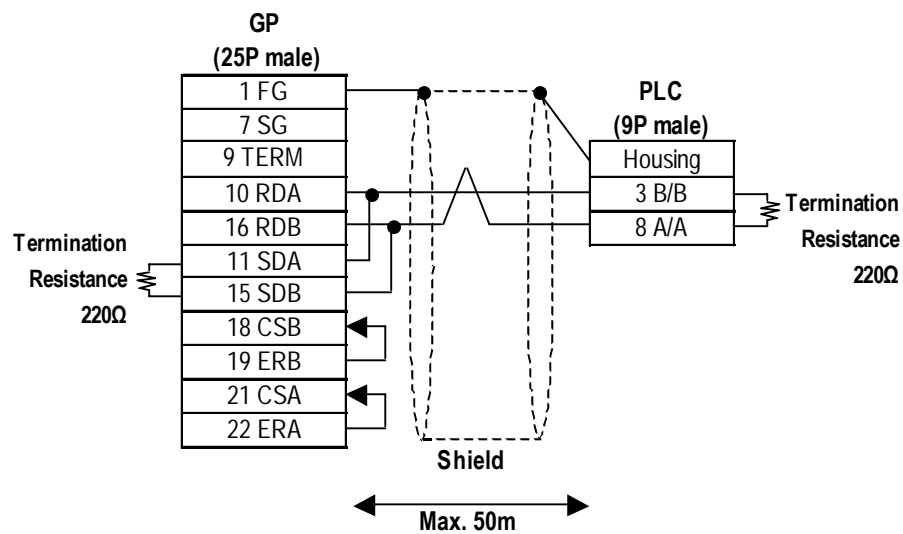 GP
(25P male)
1 FG
7 SG
9 TERM
10 RDA
16 RDB
11 SDA
15 SDB
18 CSB
19 ERB
21 CSA
22 ERA
Termination
Resistance
220Ω
PLC
(9P male)
Housing
3 B/B
8 A/A
Termination
Resistance
220Ω
Shield
Max. 50m